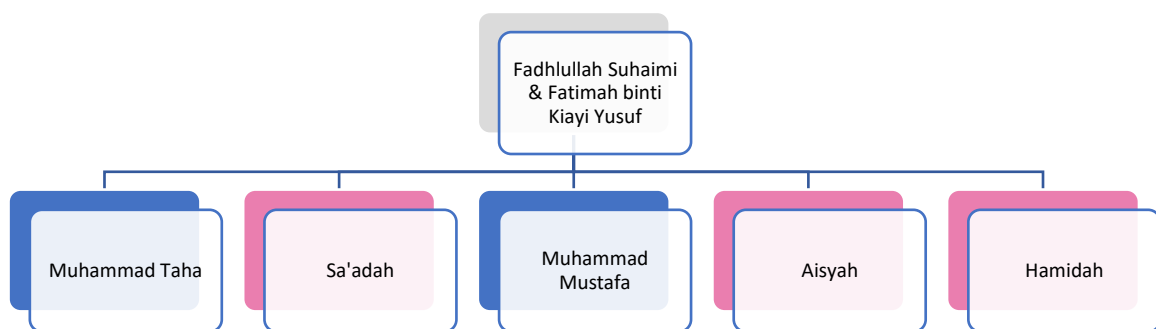 Fadhlullah Suhaimi
& Fatimah binti
Kiayi Yusuf
Muhammad Taha
Sa'adah
Muhammad
Mustafa
Aisyah
Hamidah